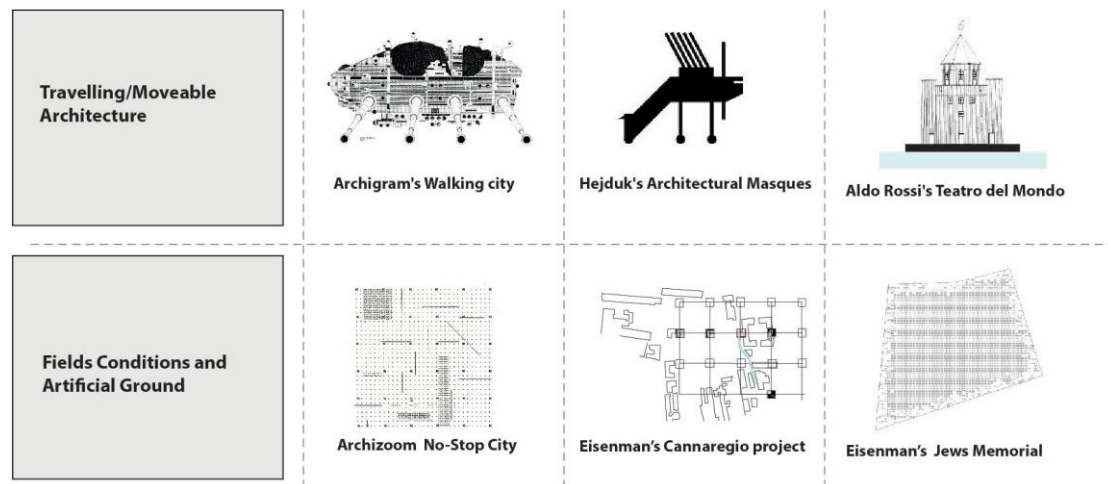 Travelling/Moveable
Architecture
Archigram's Walking city
Hejduk's Architectural Masques
Aldo Rossi's Teatro del Mondo
Fields Conditions and
Artificial Ground
Archizoom No-Stop City
Eisenman's Cannaregio project
Eisenman's Jews Memorial